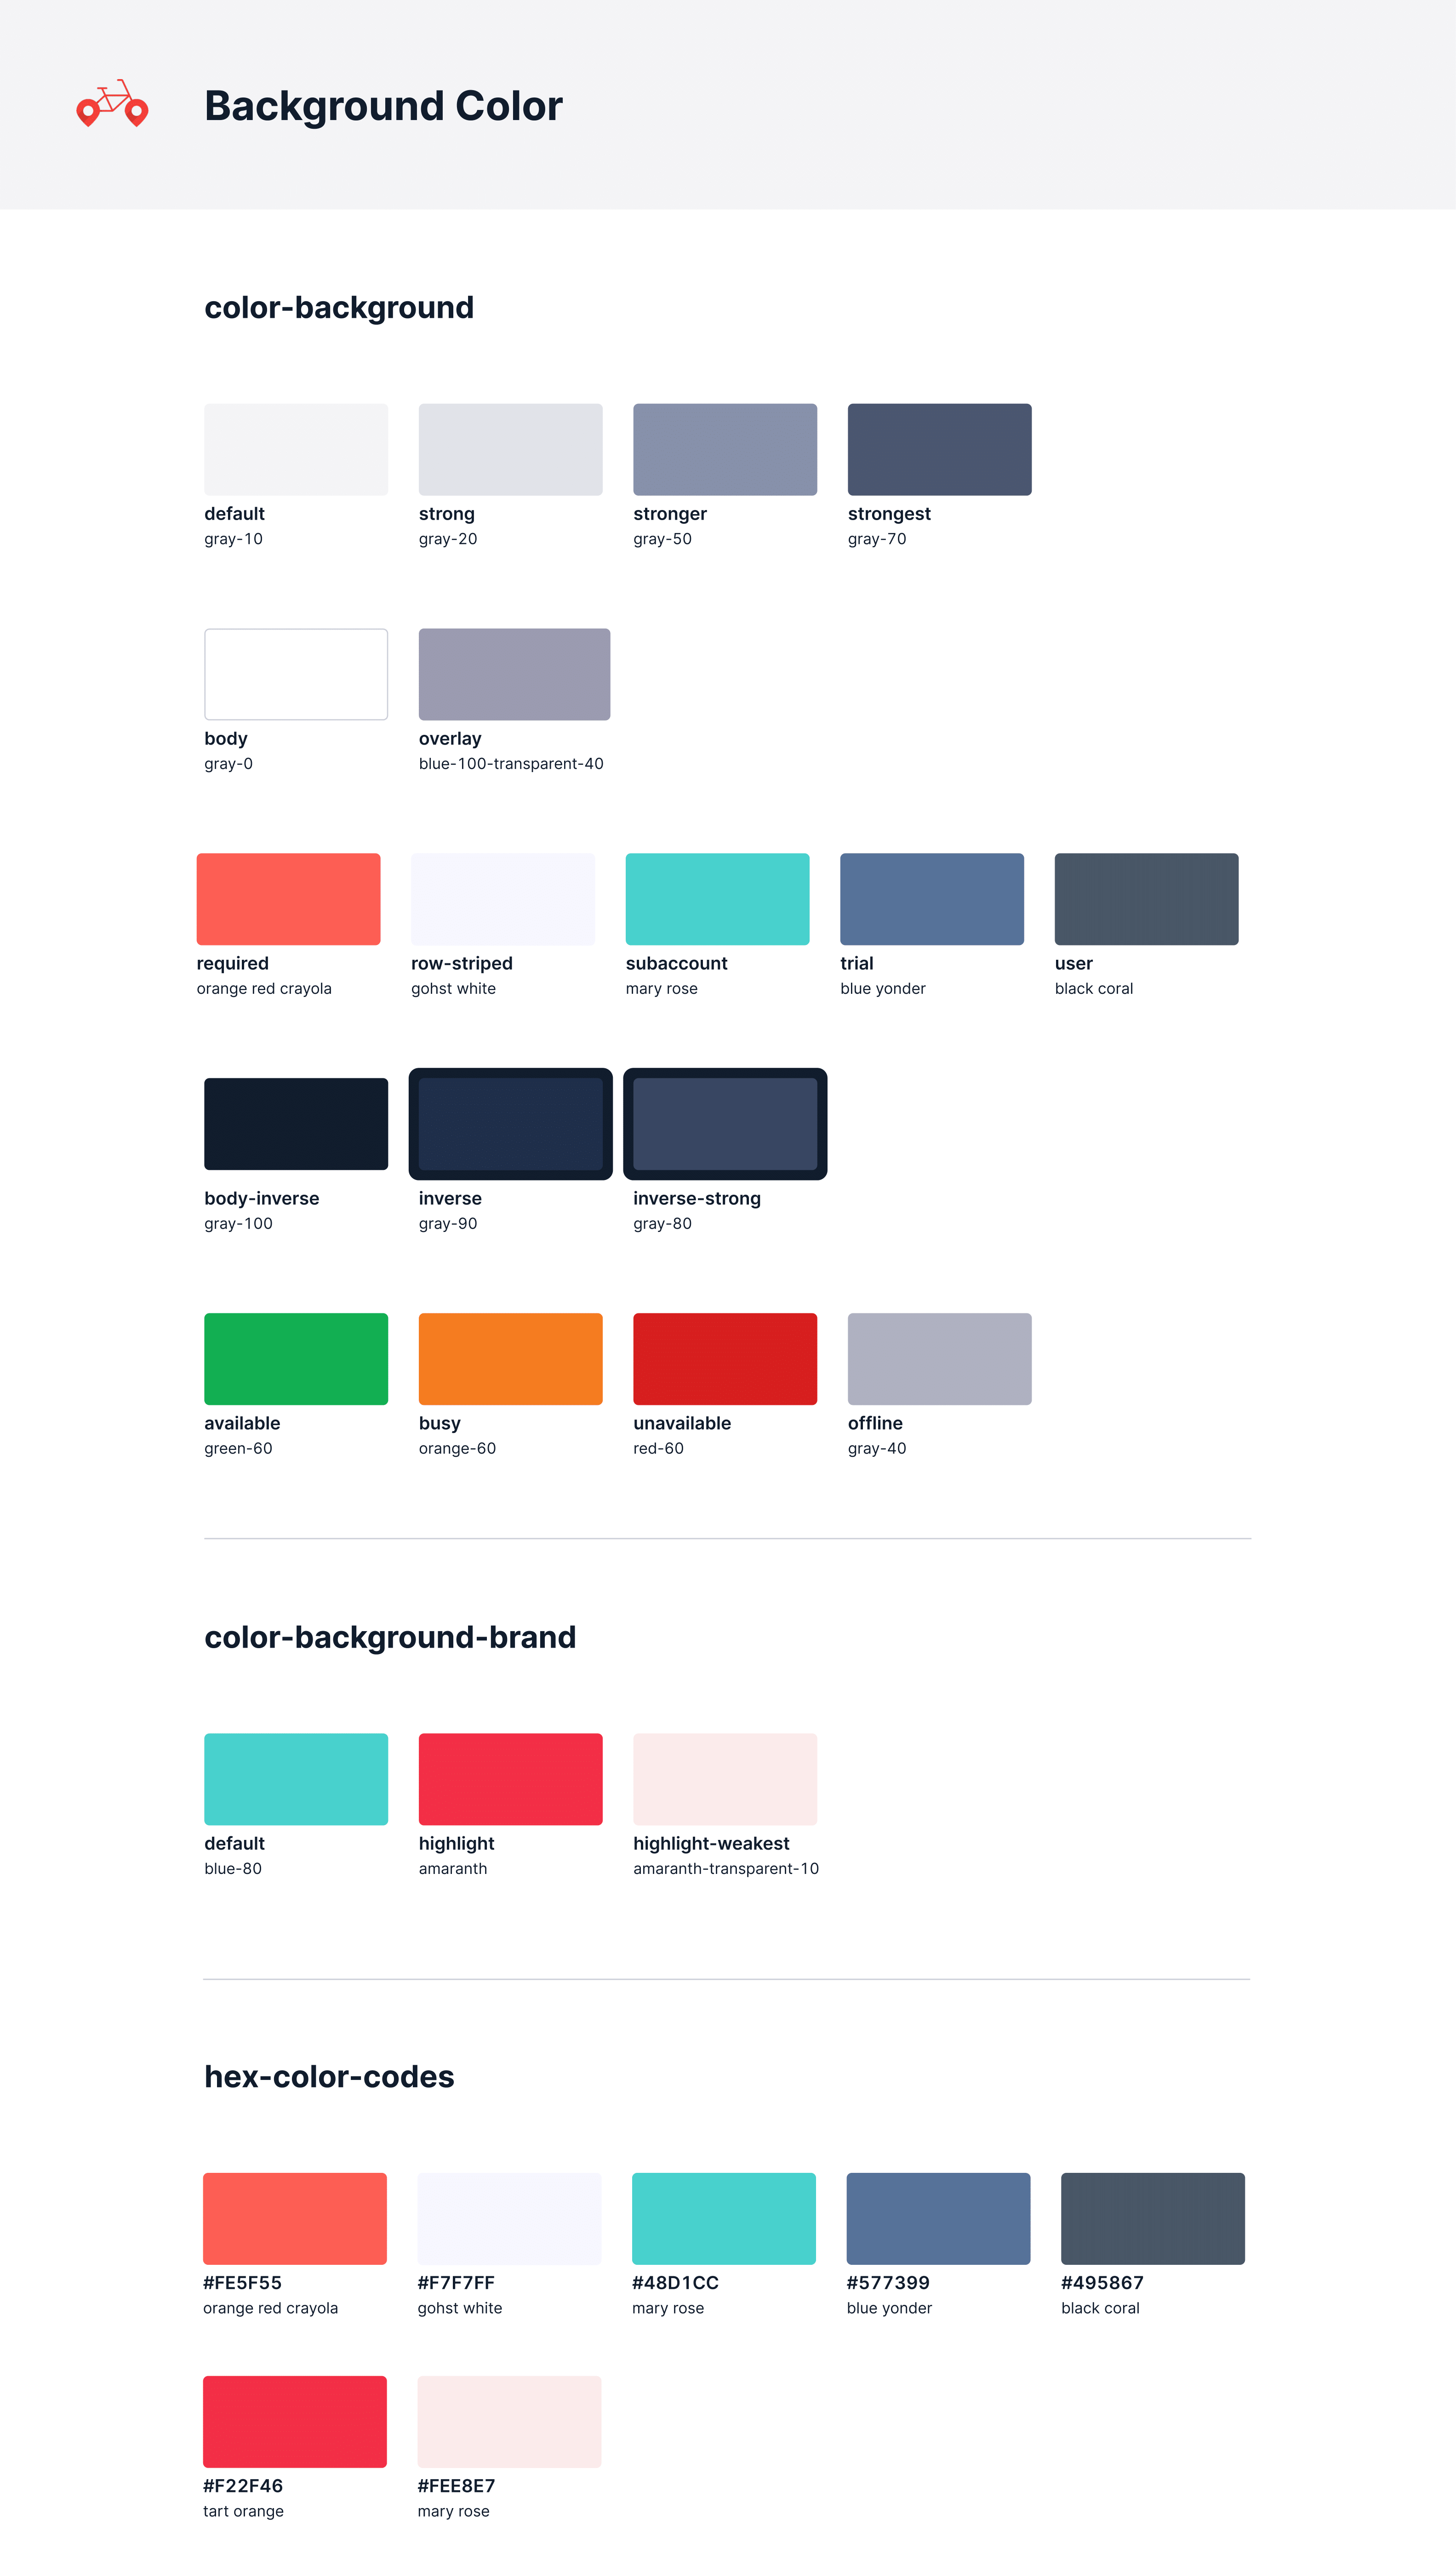 Background Color
color-background
default
gray-10
strong
gray-20
stronger
gray-50
strongest
gray-70
body
gray-0
overlay
blue-100-transparent-40
required
orange red crayola
row-striped
gohst white
subaccount
mary rose
trial
blue yonder
user
black coral
body-inverse
gray-100
inverse
gray-90
inverse-strong
gray-80
available
green-60
busy
orange-60
unavailable
red-60
offline
gray-40
color-background-brand
default
blue-80
highlight
amaranth
highlight-weakest
amaranth-transparent-10
hex-color-codes
#FE5F55
orange red crayola
#F7F7FF
gohst white
#48D1CC
mary rose
#577399
blue yonder
#495867
black coral
#F22F46
tart orange
#FEE8E7
mary rose